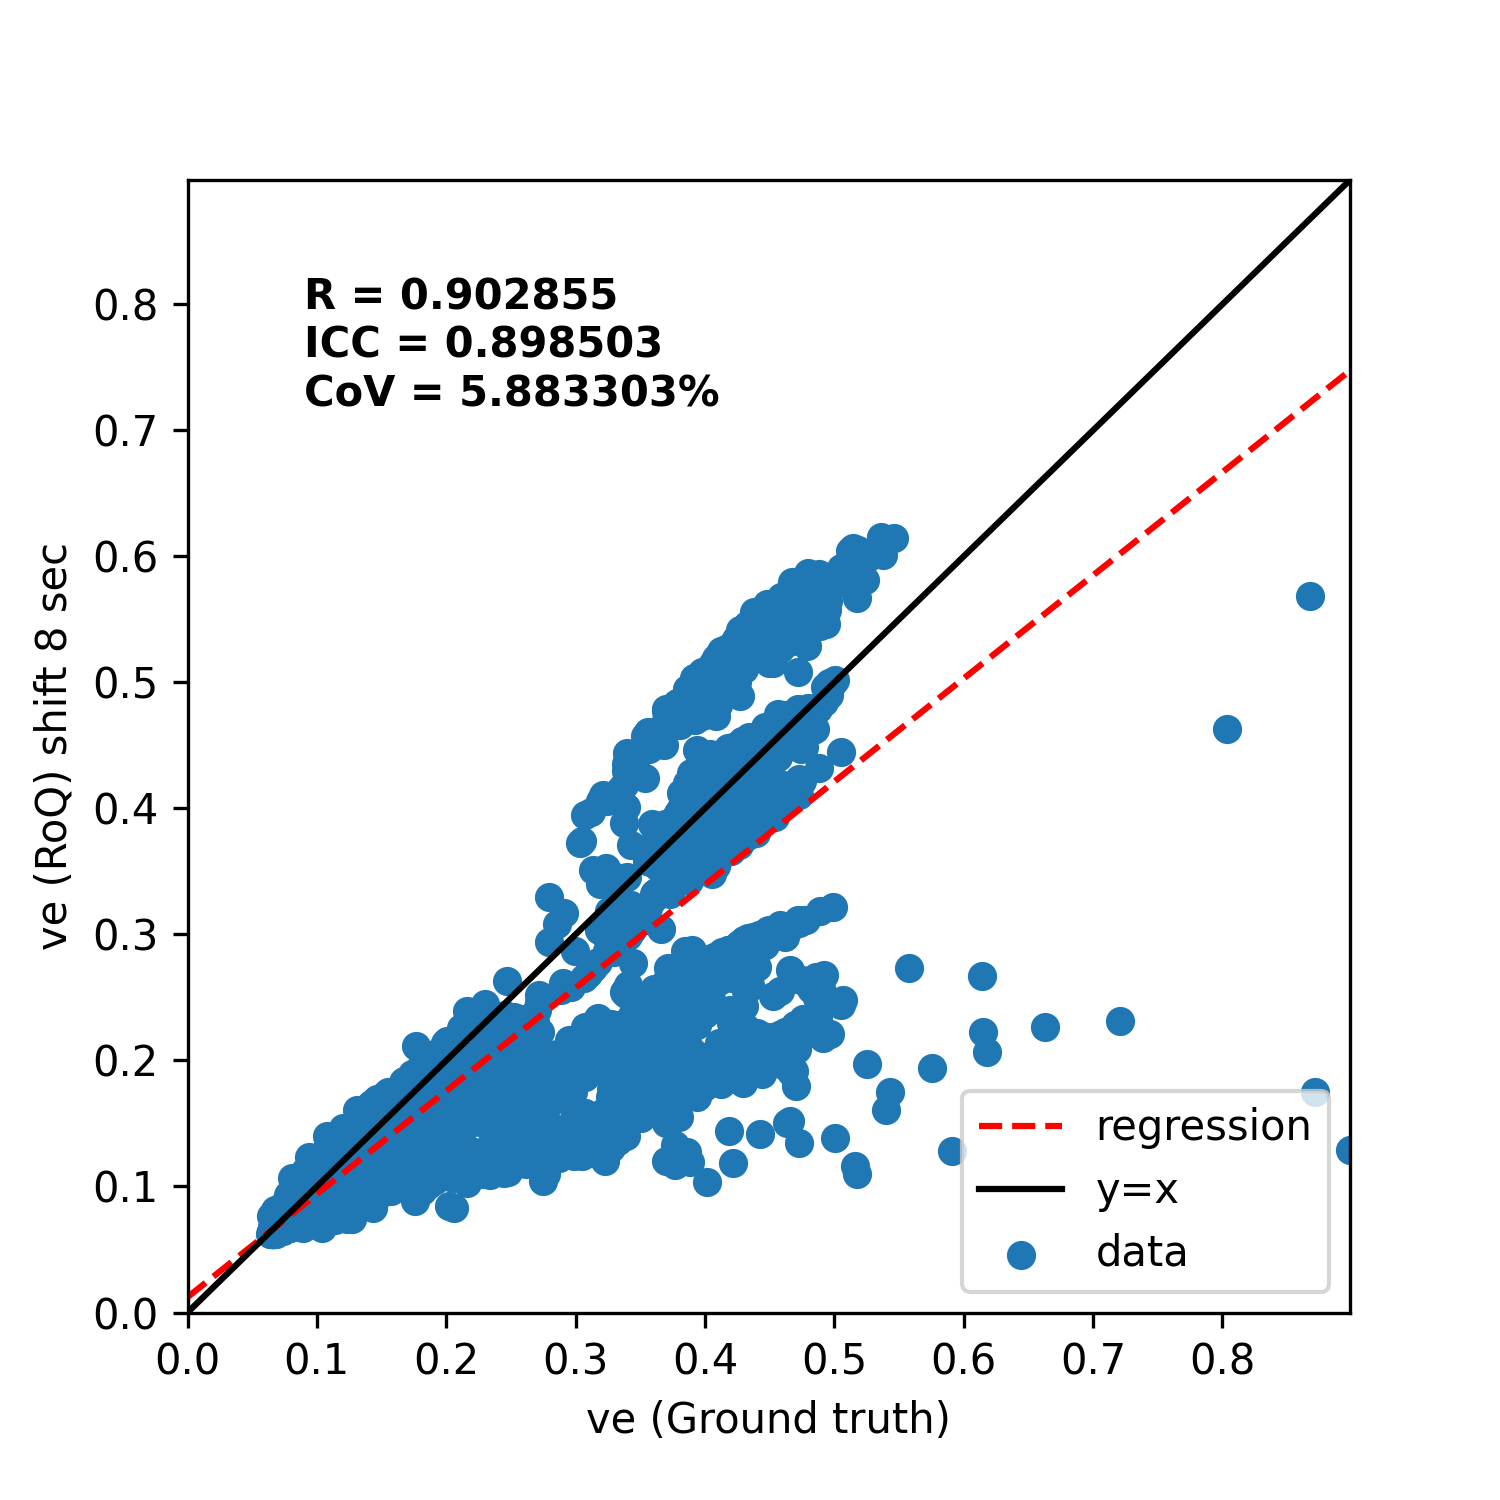 R = 0.902855
ICC = 0.898503
CoV = 5.883303%
ve (RoQ) shift 8 sec
0.8
0.7
0.6
0.5
0.4
0.3
0.2
0.1
0.0
regression
y=x
data
0.0 0.1 0.2 0.3 0.4 0.5 0.6 0.7 0.8
ve (Ground truth)